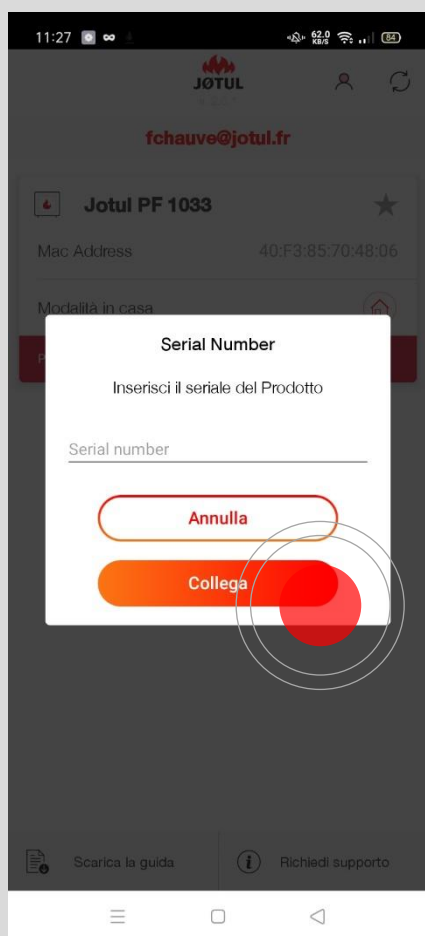 11:27
62.0
KB/S
84
JØTUL
fchauve@jotul.fr
Jotul PF 1033
Mac Address 40:F3:85:70:48:06
Modalità in casa
P
Serial Number
Inserisci il seriale del Prodotto
Serial number
Annulla
Collega
Scarica la guida
Richiedi supporto